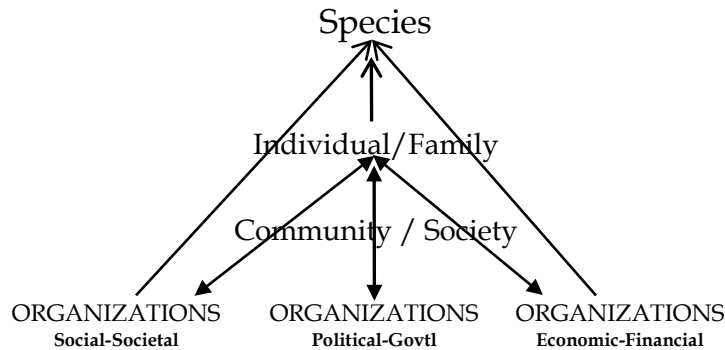 Species
Individual/Family
Community / Society
ORGANIZATIONS ORGANIZATIONS ORGANIZATIONS
Social-Societal Political-Govtl Economic-Financial